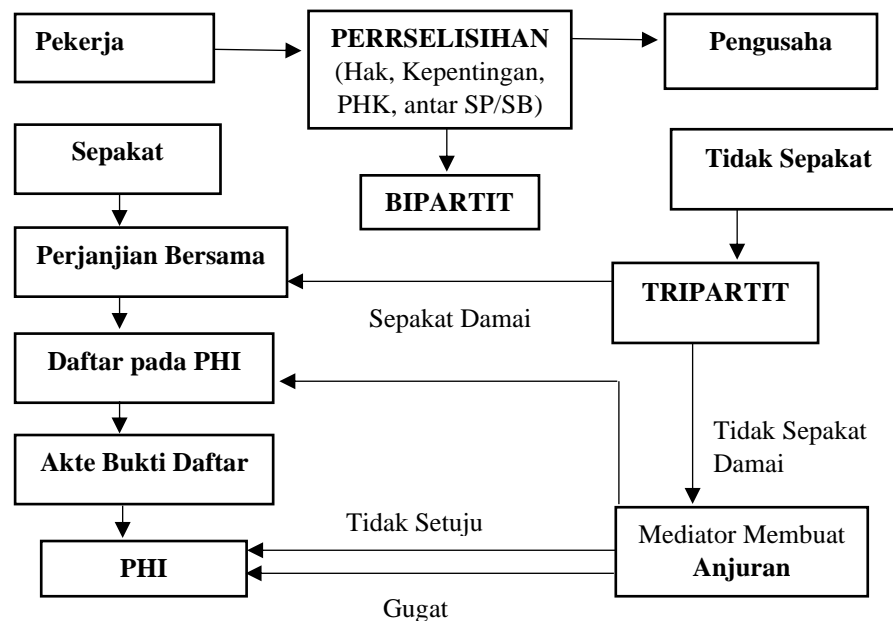 Pekerja
PERRSELISIHAN
(Hak, Kepentingan,
PHK, antar SP/SB)
Pengusaha
Sepakat
BIPARTIT
Tidak Sepakat
Perjanjian Bersama
TRIPARTIT
Sepakat Damai
Daftar pada PHI
Tidak Sepakat
Damai
Akte Bukti Daftar
Tidak Setuju
Mediator Membuat
Anjuran
PHI
Gugat